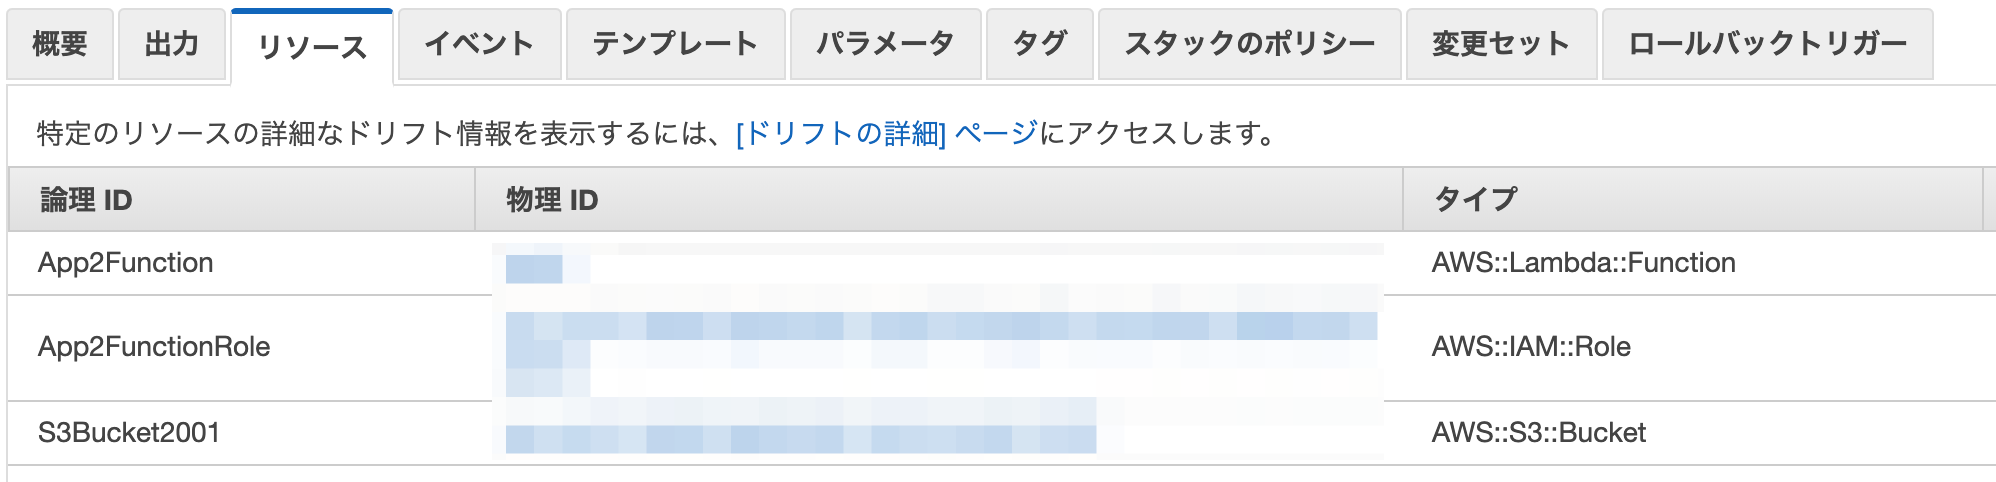 概要 出力 リソース イベント テンプレート パラメータ タグ スタックのポリシー 変更セット ロールバックトリガー
特定のリソースの詳細なドリフト情報を表示するには、[ドリフトの詳細] ページにアクセスします。
論理 ID 物理 ID タイプ
App2Function AWS::Lambda::Function
App2FunctionRole AWS::IAM::Role
S3Bucket2001 AWS::S3::Bucket